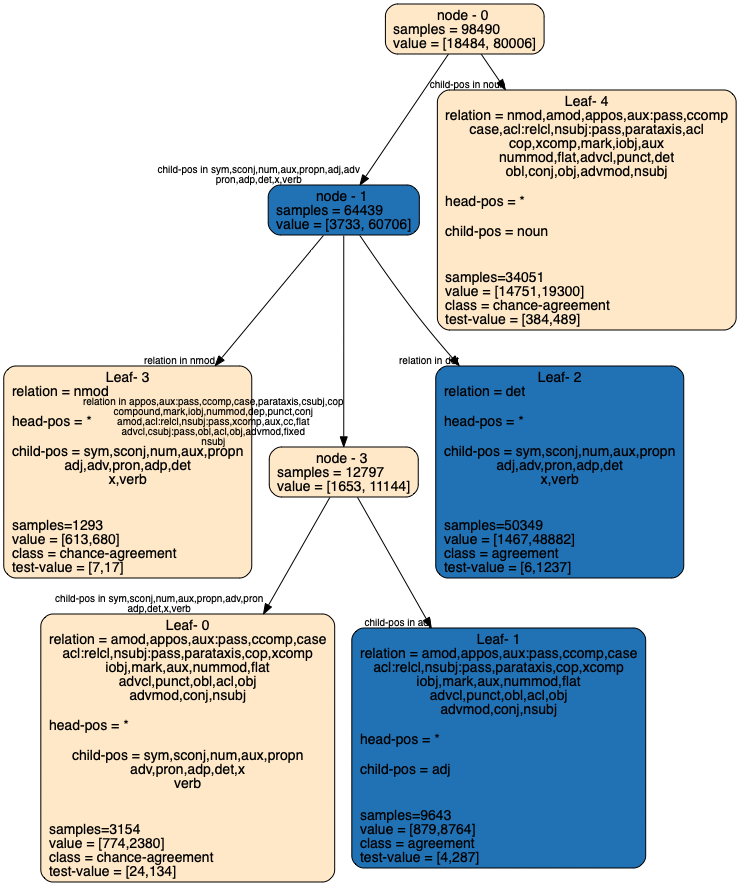 node - 0
samples = 98490
value = [18484, 80006]
child-pos in noun
Leaf- 4
relation = nmod,amod,appos,aux:pass,ccomp
case,acl:relcl,nsubj:pass,parataxis,acl
cop,xcomp,mark,iobj,aux
nummod,flat,advcl,punct,det
obl,conj,obj,advmod,nsubj
head-pos = *
child-pos = noun
samples=34051
value = [14751,19300]
class = chance-agreement
test-value = [384,489]
child-pos in sym,sconj,num,aux,propn,adj,adv
pron,adp,det,x,verb
node - 1
samples = 64439
value = [3733, 60706]
relation in nmod
Leaf- 3
relation = nmod
head-pos = *
child-pos = sym,sconj,num,aux,propn
adj,adv,pron,adp,det
x,verb
samples=1293
value = [613,680]
class = chance-agreement
test-value = [7,17]
relation in appos,aux:pass,ccomp,case,parataxis,csubj,cop
compound,mark,iobj,nummod,dep,punct,conj
amod,acl:relcl,nsubj:pass,xcomp,aux,cc,flat
advcl,csubj:pass,obl,acl,obj,advmod,fixed
nsubj
node - 3
samples = 12797
value = [1653, 11144]
relation in det
Leaf- 2
relation = det
head-pos = *
child-pos = sym,sconj,num,aux,propn
adj,adv,pron,adp,det
x,verb
samples=50349
value = [1467,48882]
class = agreement
test-value = [6,1237]
child-pos in sym,sconj,num,aux,propn,adv,pron
adp,det,x,verb
Leaf- 0
relation = amod,appos,aux:pass,ccomp,case
acl:relcl,nsubj:pass,parataxis,cop,xcomp
iobj,mark,aux,nummod,flat
advcl,punct,obl,acl,obj
advmod,conj,nsubj
head-pos = *
child-pos = sym,sconj,num,aux,propn
adv,pron,adp,det,x
verb
samples=3154
value = [774,2380]
class = chance-agreement
test-value = [24,134]
child-pos in adj
Leaf- 1
relation = amod,appos,aux:pass,ccomp,case
acl:relcl,nsubj:pass,parataxis,cop,xcomp
iobj,mark,aux,nummod,flat
advcl,punct,obl,acl,obj
advmod,conj,nsubj
head-pos = *
child-pos = adj
samples=9643
value = [879,8764]
class = agreement
test-value = [4,287]